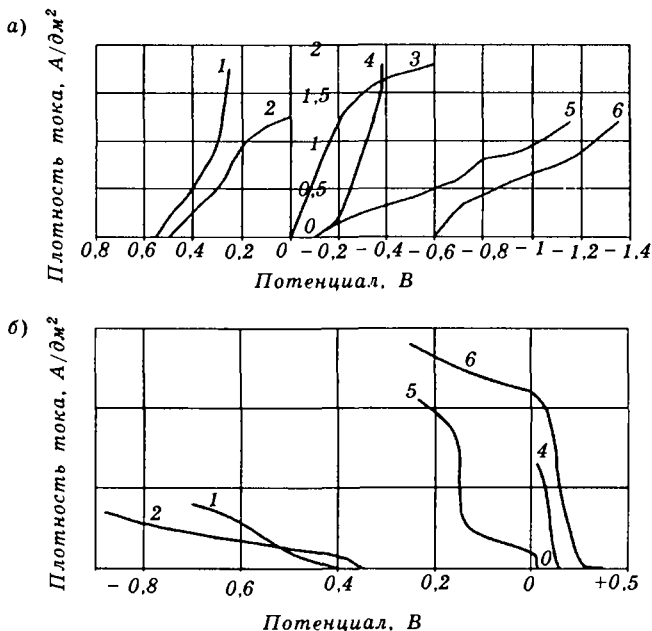 а)
Плотность тока, А/дм²
2
1,5
1
0,5
0
1
2
4
3
5
6
0,8 0,6 0,4 0,2 0 -0,2 -0,4 -0,6 -0,8 -1 -1,2 -1,4
Потенциал, В
б)
Плотность тока, А/дм²
6
5
4
1
2
0
-0,8 0,6 0,4 0,2 0 +0,5
Потенциал, В